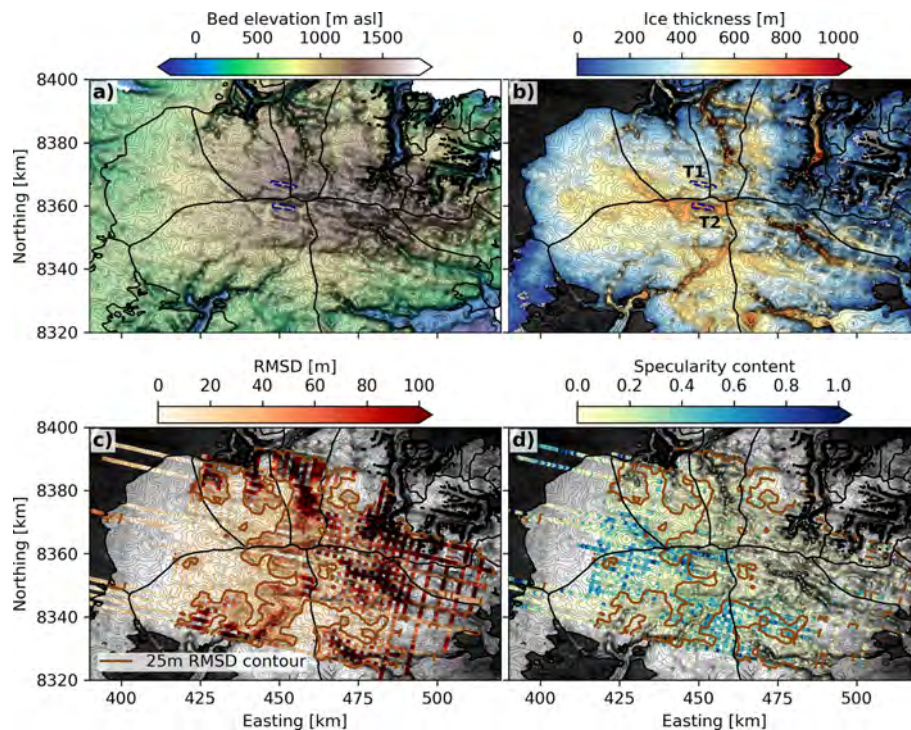 Bed elevation [m asl]
0 500 1000 1500
Ice thickness [m]
0 200 400 600 800 1000
8400
8380
8360
8340
8320
Northing [km]
a)
b)
T1
T2
RMSD [m]
0 20 40 60 80 100
Specularity content
0.0 0.2 0.4 0.6 0.8 1.0
8400
8380
8360
8340
8320
Northing [km]
c)
25m RMSD contour
d)
400 425 450 475 500
Easting [km]
400 425 450 475 500
Easting [km]